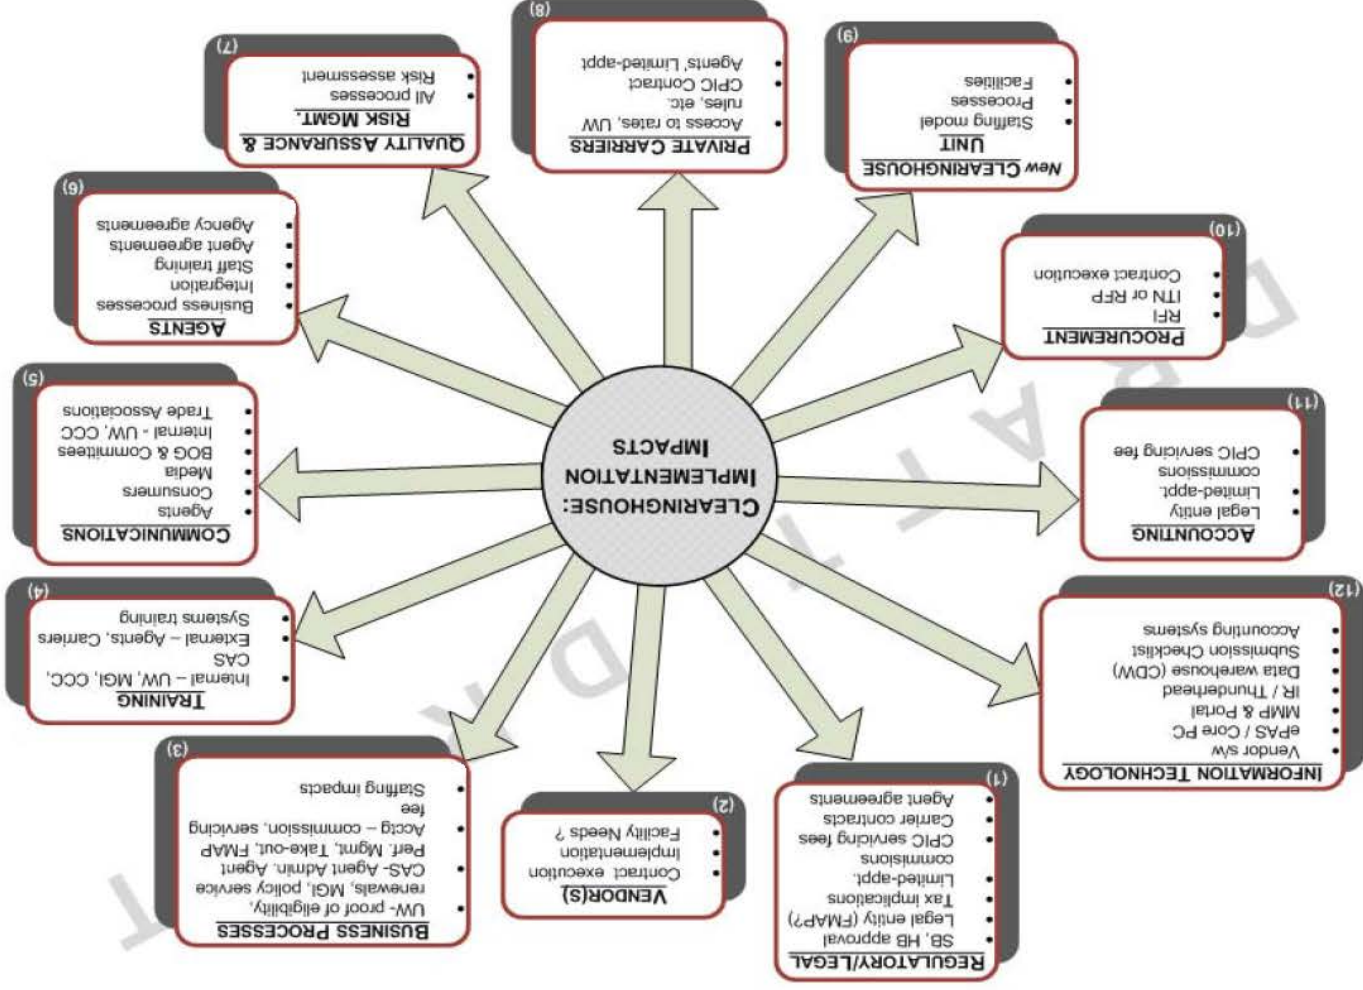 CLEARINGHOUSE:
IMPLEMENTATION
IMPACTS
(1)
REGULATORY/LEGAL
• SB, HB approval
• Legal entity (FMAP?)
• Tax implications
• Limited-appt.
commisions
• CPIC servicing fees
• Carrier contracts
• Agent agreements
(2)
VENDOR(S)
• Contract execution
• Implementation
• Facility Needs ?
(3)
BUSINESS PROCESSES
• UW- proof of eligibility,
renewals, MGI, policy service
• CAS- Agent Admin. Agent
Perf. Mgmt, Take-out, FMAP
• Acctg – commission, servicing
fee
• Staffing impacts
(4)
TRAINING
• Internal – UW, MGI, CCC,
CAS
• External – Agents, Carriers
• Systems training
(5)
COMMUNICATIONS
• Agents
• Consumers
• Media
• BOG & Committees
• Internal - UW, CCC
• Trade Associations
(6)
AGENTS
• Business processes
• Integration
• Staff training
• Agent agreements
• Agency agreements
(7)
QUALITY ASSURANCE &
RISK MGMT.
• All processes
• Risk assessment
(8)
PRIVATE CARRIERS
• Access to rates, UW
rules, etc.
• CPIC Contract
• Agents' Limited-appt
(9)
New CLEARINGHOUSE
UNIT
• Staffing model
• Processes
• Facilities
(10)
PROCUREMENT
• RFI
• ITN or RFP
• Contract execution
(11)
ACCOUNTING
• Legal entity
• Limited-appt.
commissions
• CPIC servicing fee
(12)
INFORMATION TECHNOLOGY
• Vendor s/w
• ePAS / Core PC
• MMP & Portal
• IR / Thunderhead
• Data warehouse (CDW)
• Submission Checklist
• Accounting systems